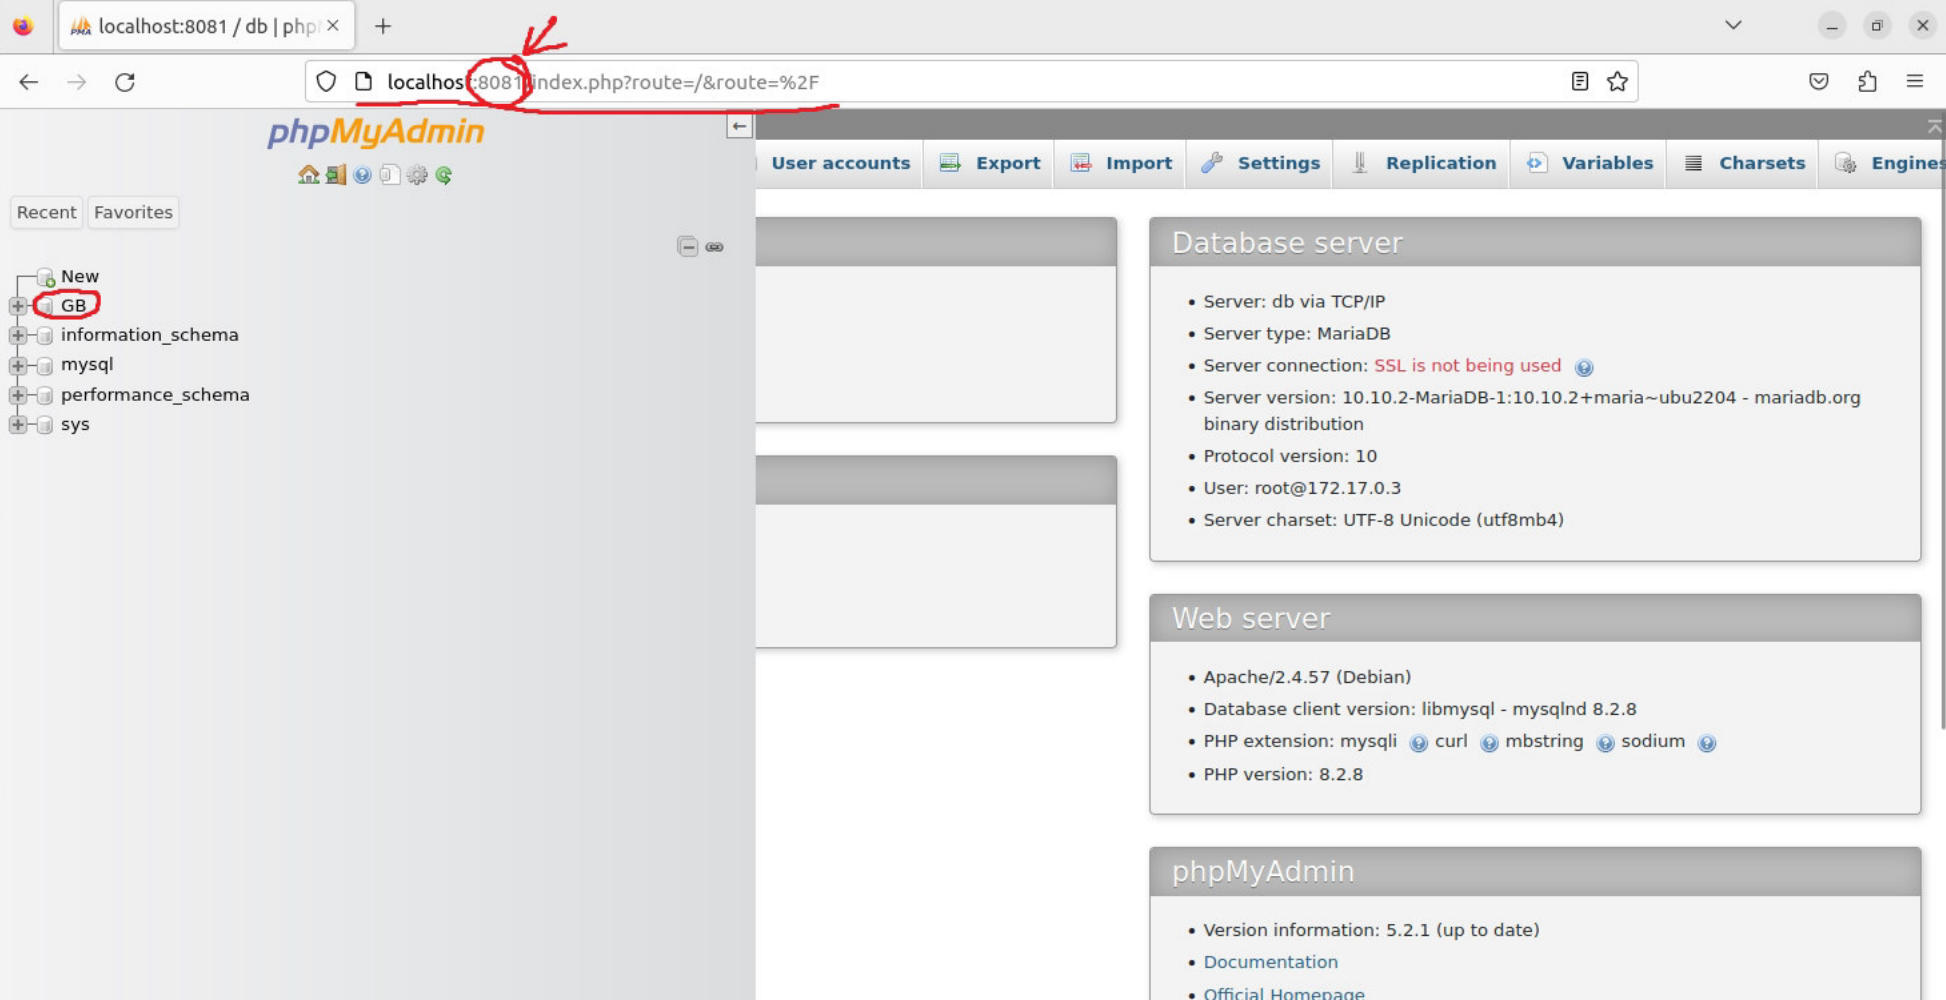 localhost:8081 / db | php
localhost:8081/index.php?route=/&route=%2F
phpMyAdmin
Recent Favorites
New
GB
information_schema
mysql
performance_schema
sys
User accounts Export Import Settings Replication Variables Charsets Engines
Database server
Server: db via TCP/IP
Server type: MariaDB
Server connection: SSL is not being used
Server version: 10.10.2-MariaDB-1:10.10.2+maria~ubu2204 - mariadb.org
binary distribution
Protocol version: 10
User: root@172.17.0.3
Server charset: UTF-8 Unicode (utf8mb4)
Web server
Apache/2.4.57 (Debian)
Database client version: libmysql - mysqlnd 8.2.8
PHP extension: mysqli curl mbstring sodium
PHP version: 8.2.8
phpMyAdmin
Version information: 5.2.1 (up to date)
Documentation
Official Homepage